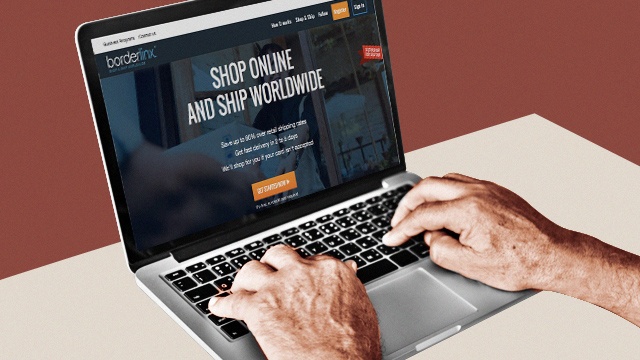 Business Programs Contact us
How it works Shop & Ship Follow Register Sign In
borderlinx
SHOP ONLINE
AND SHIP WORLDWIDE
Save up to 80% over retail shipping rates
Get fast delivery in 2 to 5 days
We'll shop for you if your card isn't accepted
GET STARTED NOW